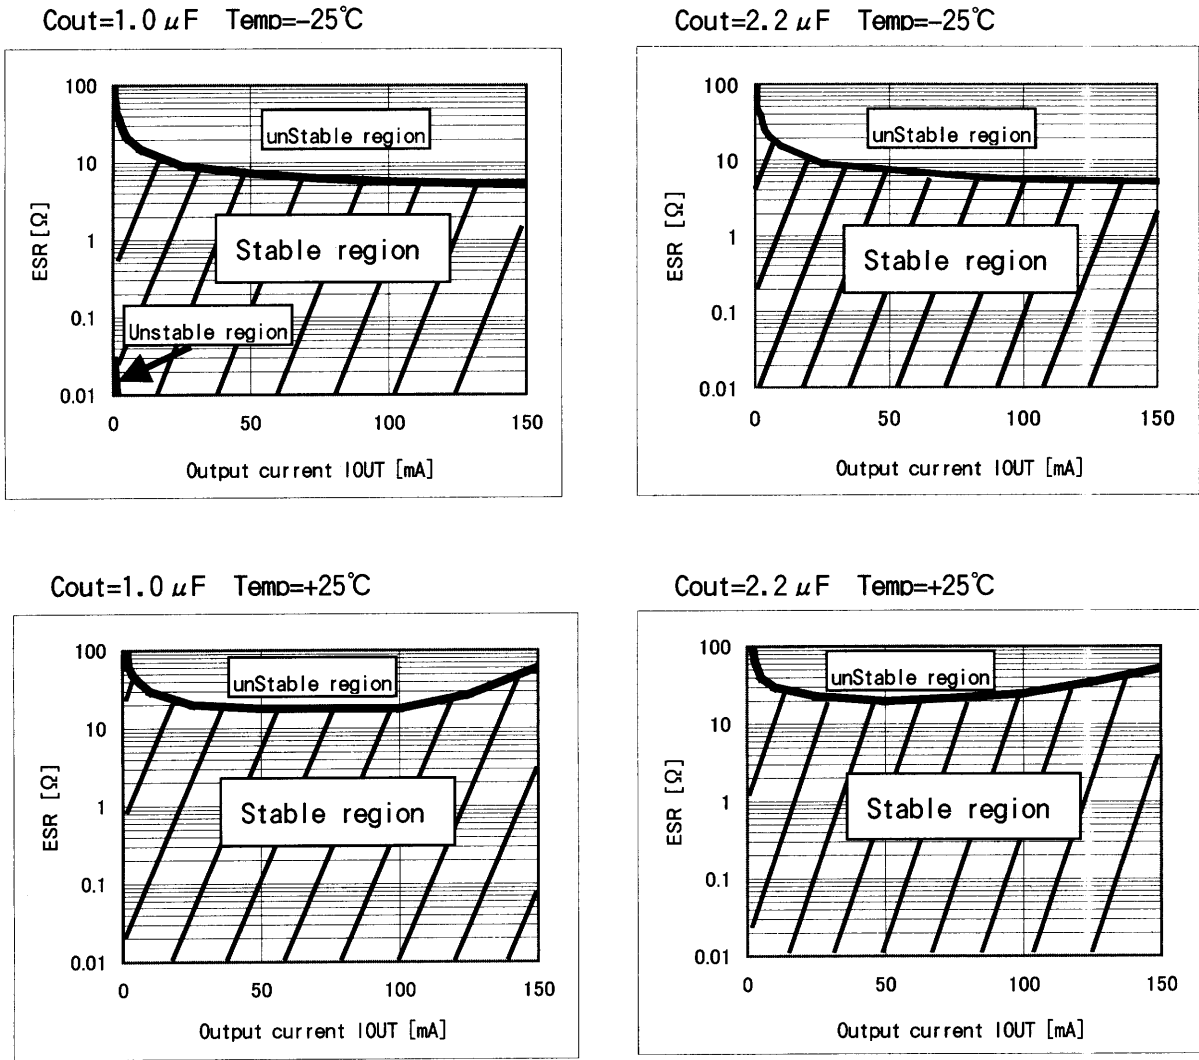 Cout=1.0 μF Temp=-25℃
100
10
1
0.1
0.01
ESR [Ω]
unStable region
Stable region
Unstable region
0 50 100 150
Output current IOUT [mA]
Cout=2.2 μF Temp=-25℃
100
10
1
0.1
0.01
ESR [Ω]
unStable region
Stable region
0 50 100 150
Output current IOUT [mA]
Cout=1.0 μF Temp=+25℃
100
10
1
0.1
0.01
ESR [Ω]
unStable region
Stable region
0 50 100 150
Output current IOUT [mA]
Cout=2.2 μF Temp=+25℃
100
10
1
0.1
0.01
ESR [Ω]
unStable region
Stable region
0 50 100 150
Output current IOUT [mA]